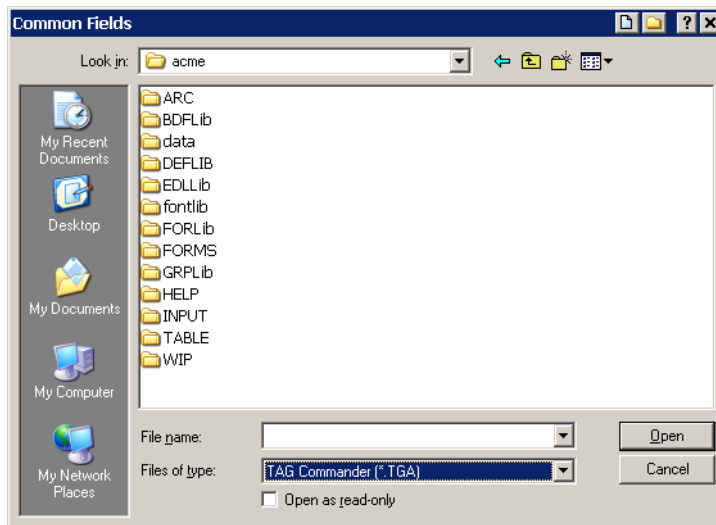 Common Fields
Look in: acme
My Recent
Documents
Desktop
My Documents
My Computer
My Network
Places
ARC
BDFLib
data
DEFLIB
EDLLib
fontlib
FORLib
FORMS
GRPLib
HELP
INPUT
TABLE
WIP
File name:
Open
Files of type: TAG Commander (*.TGA)
Cancel
Open as read-only